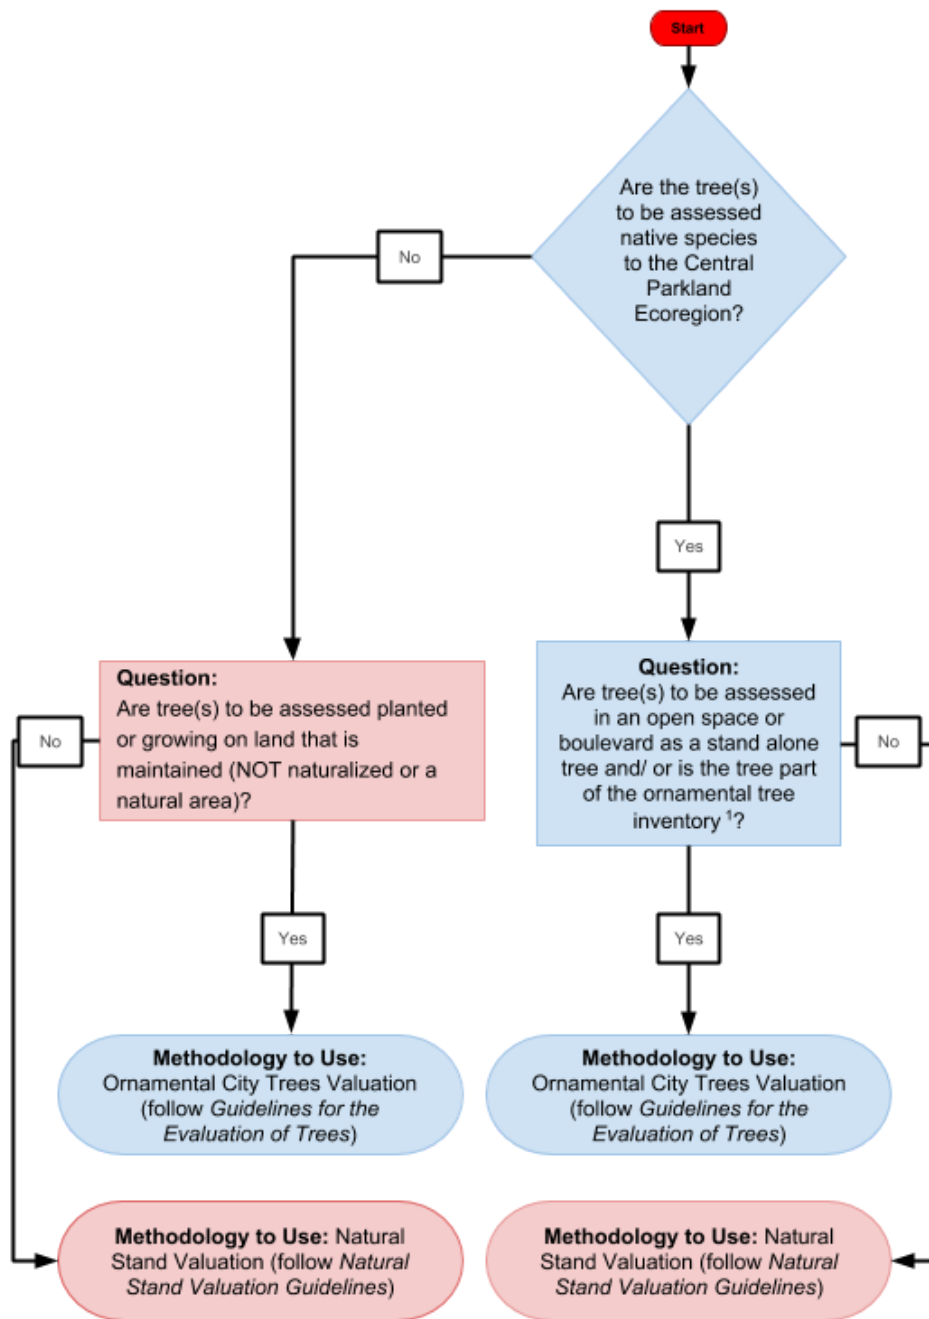 Start
Are the tree(s)
to be assessed
native species
to the Central
Parkland
Ecoregion?
No
Yes
Question:
Are tree(s) to be assessed planted
or growing on land that is
maintained (NOT naturalized or a
natural area)?
No
Question:
Are tree(s) to be assessed
in an open space or
boulevard as a stand alone
tree and/ or is the tree part
of the ornamental tree
inventory ¹?
No
Yes
Yes
Methodology to Use:
Ornamental City Trees Valuation
(follow Guidelines for the
Evaluation of Trees)
Methodology to Use:
Ornamental City Trees Valuation
(follow Guidelines for the
Evaluation of Trees)
Methodology to Use: Natural
Stand Valuation (follow Natural
Stand Valuation Guidelines)
Methodology to Use: Natural
Stand Valuation (follow Natural
Stand Valuation Guidelines)